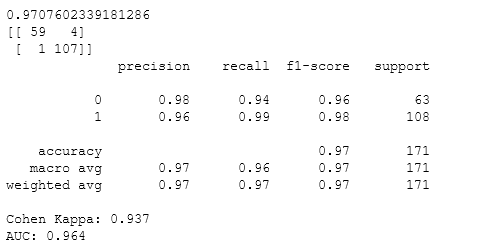 0.9707602339181286
[[ 59   4]
 [  1 107]]
              precision    recall  f1-score   support

           0       0.98      0.94      0.96        63
           1       0.96      0.99      0.98       108

    accuracy                           0.97       171
   macro avg       0.97      0.96      0.97       171
weighted avg       0.97      0.97      0.97       171

Cohen Kappa: 0.937
AUC: 0.964